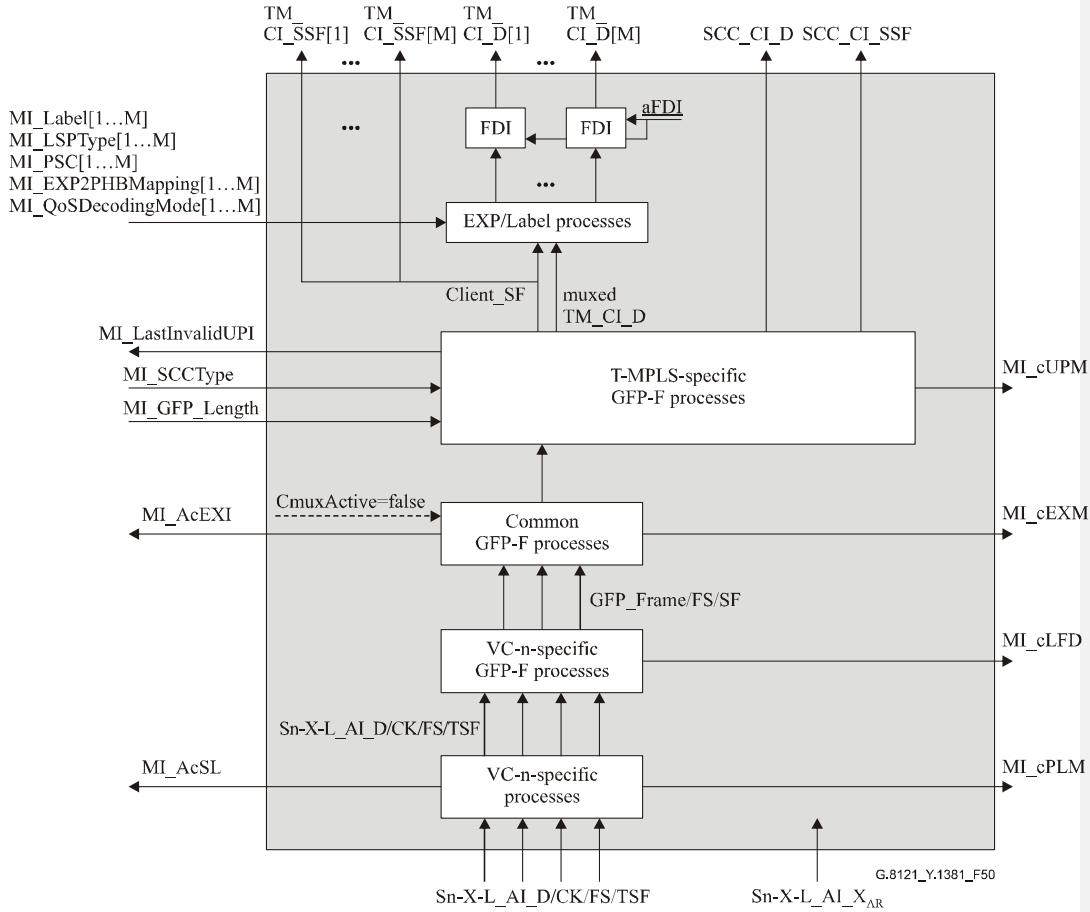 TM_
CI_SSF[1]
TM_
CI_SSF[M]
TM_
CI_D[1]
TM_
CI_D[M]
SCC_CI_D
SCC_CI_SSF
...
...
MI_Label[1…M]
MI_LSPType[1…M]
MI_PSC[1…M]
MI_EXP2PHBMapping[1…M]
MI_QoSDecodingMode[1…M]
...
FDI
FDI
aFDI
...
EXP/Label processes
Client_SF
muxed
TM_CI_D
MI_LastInvalidUPI
MI_SCCType
MI_GFP_Length
T-MPLS-specific
GFP-F processes
MI_cUPM
CmuxActive=false
MI_AcEXI
Common
GFP-F processes
MI_cEXM
GFP_Frame/FS/SF
VC-n-specific
GFP-F processes
MI_cLFD
Sn-X-L_AI_D/CK/FS/TSF
MI_AcSL
VC-n-specific
processes
MI_cPLM
G.8121_Y.1381_F50
Sn-X-L_AI_D/CK/FS/TSF
Sn-X-L_AI_X_AR